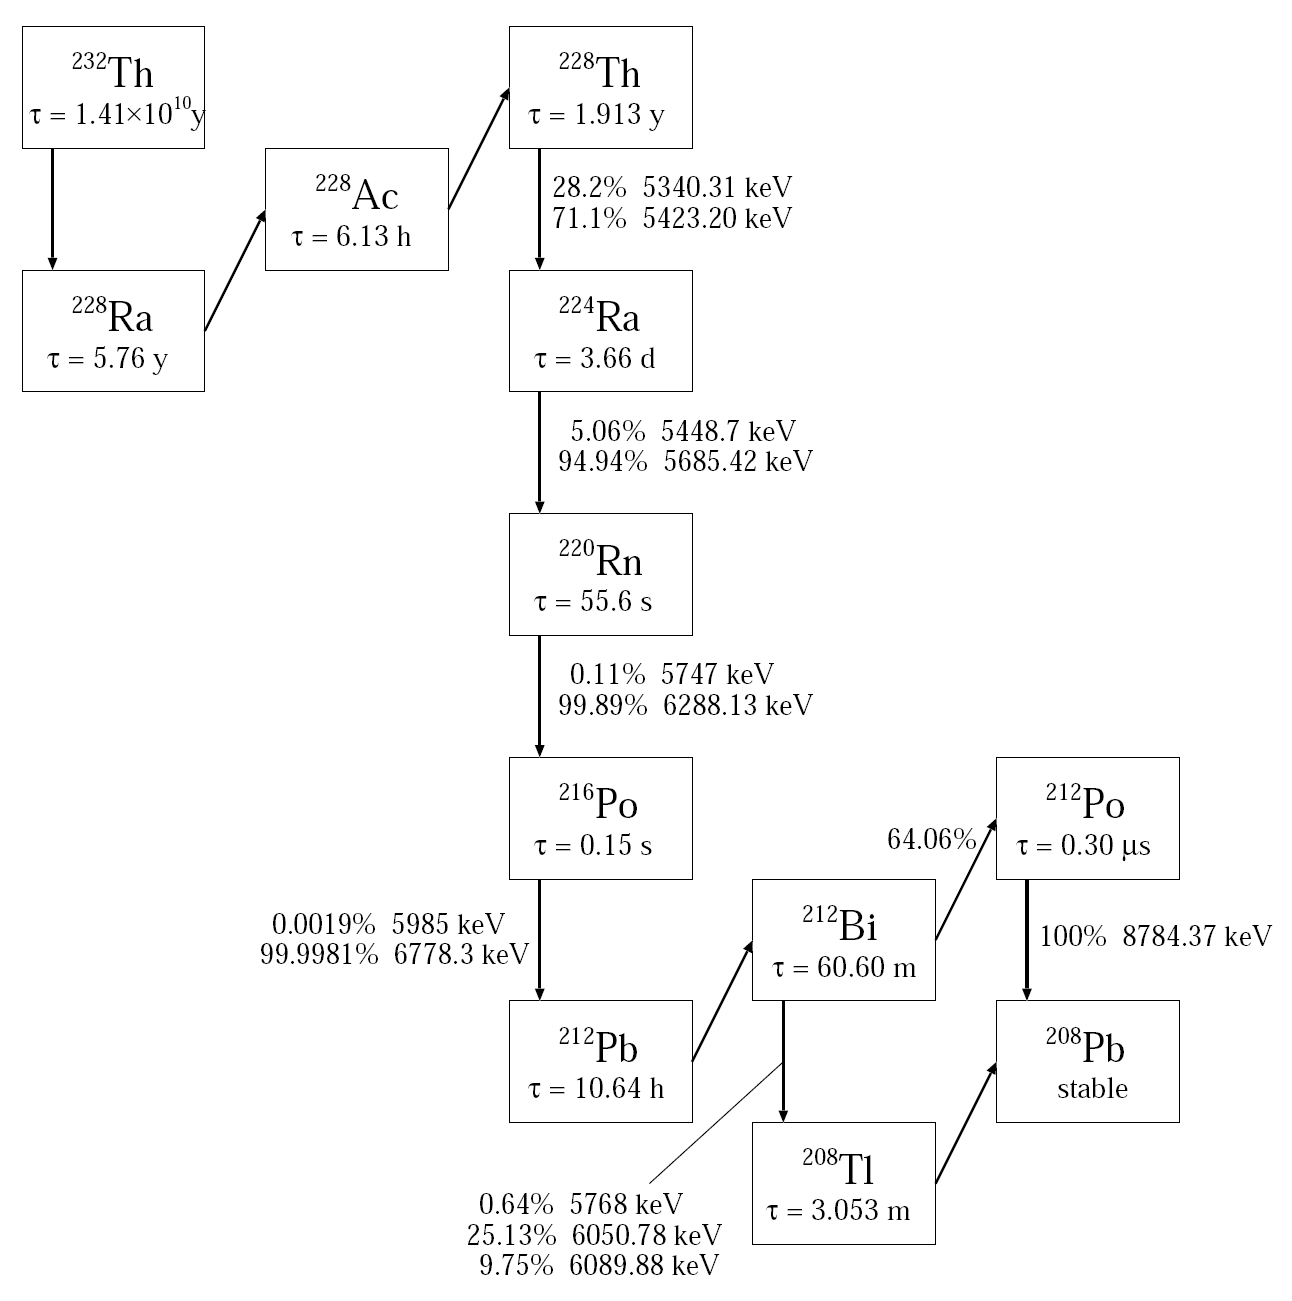 ²³²Th
τ = 1.41×10¹⁰y
²²⁸Th
τ = 1.913 y
²²⁸Ac
τ = 6.13 h
28.2% 5340.31 keV
71.1% 5423.20 keV
²²⁸Ra
τ = 5.76 y
²²⁴Ra
τ = 3.66 d
5.06% 5448.7 keV
94.94% 5685.42 keV
²²⁰Rn
τ = 55.6 s
0.11% 5747 keV
99.89% 6288.13 keV
²¹⁶Po
τ = 0.15 s
²¹²Po
τ = 0.30 μs
64.06%
0.0019% 5985 keV
99.9981% 6778.3 keV
²¹²Bi
τ = 60.60 m
100% 8784.37 keV
²¹²Pb
τ = 10.64 h
²⁰⁸Pb
stable
²⁰⁸Tl
τ = 3.053 m
0.64% 5768 keV
25.13% 6050.78 keV
9.75% 6089.88 keV